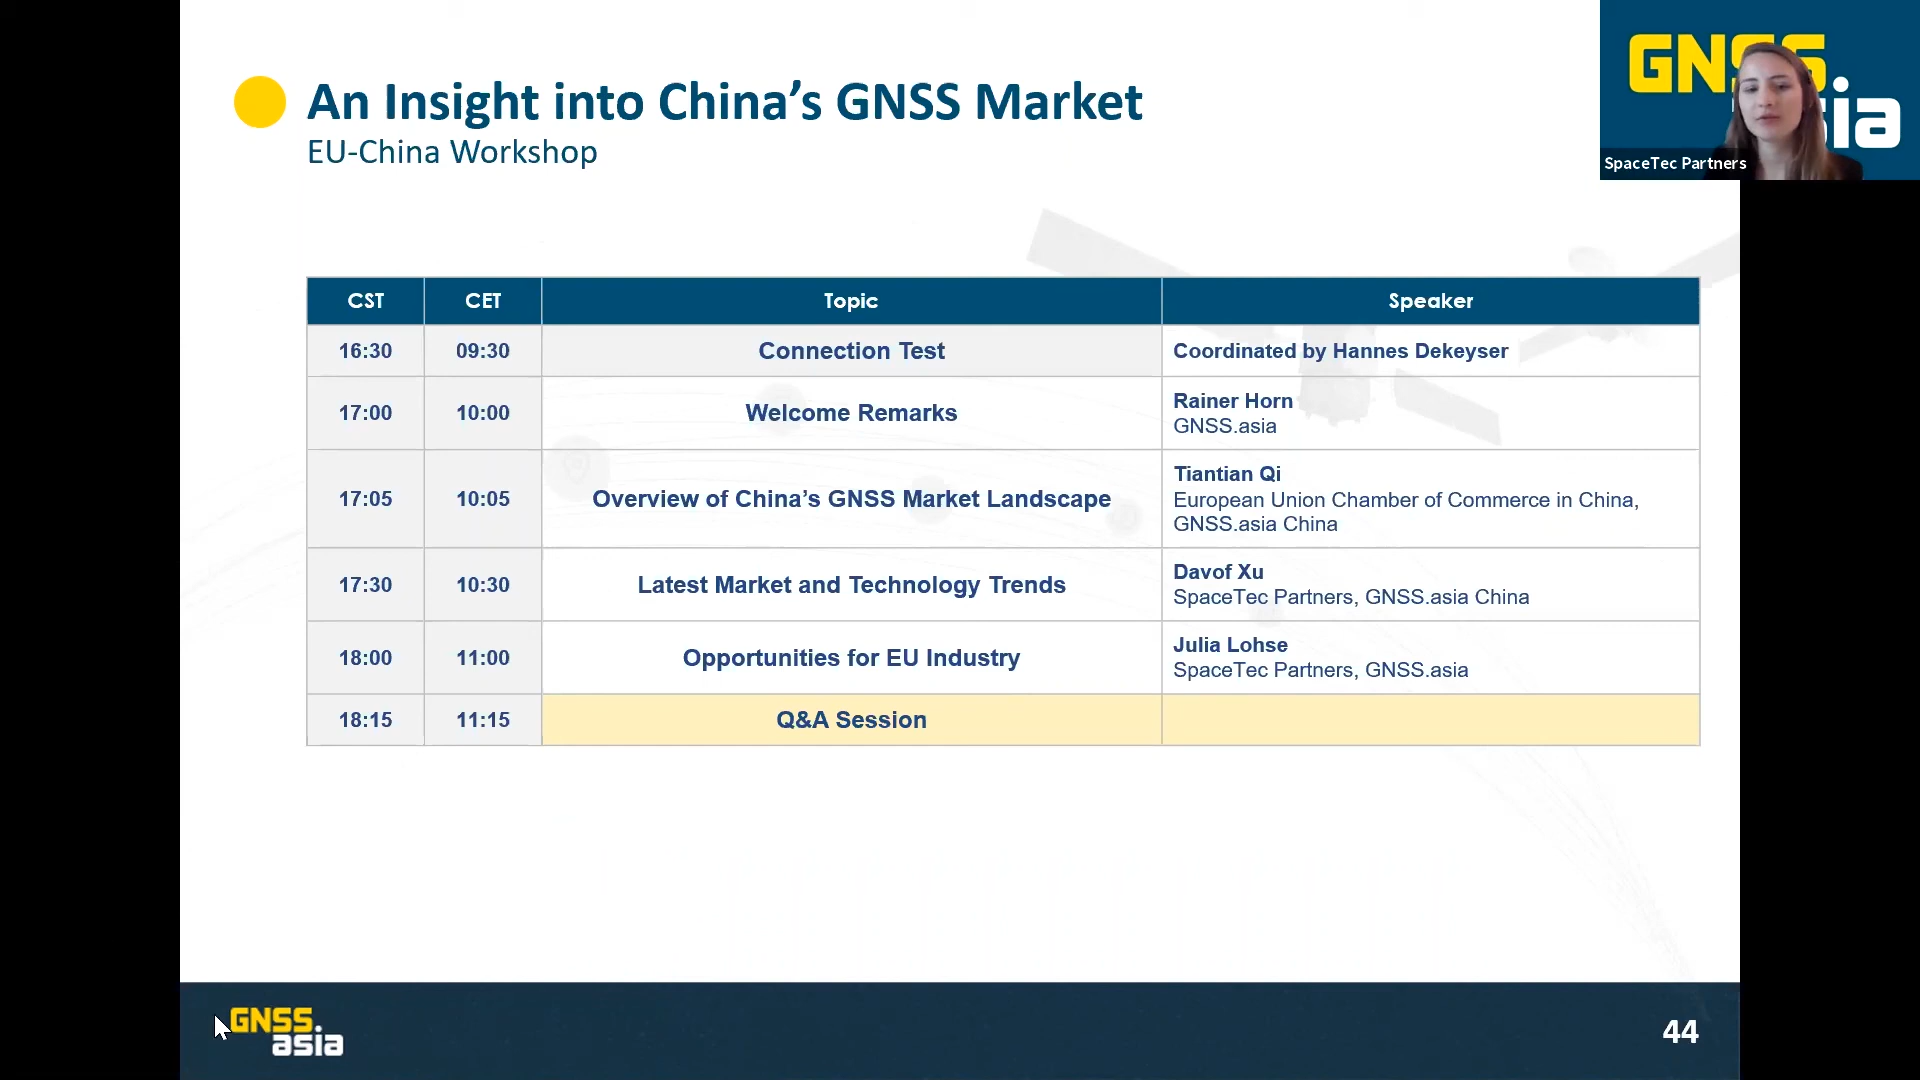 An Insight into China’s GNSS Market
EU-China Workshop
GNSS.
asia
SpaceTec Partners
CST CET Topic Speaker
16:30 09:30 Connection Test Coordinated by Hannes Dekeyser
17:00 10:00 Welcome Remarks Rainer Horn
GNSS.asia
17:05 10:05 Overview of China’s GNSS Market Landscape Tiantian Qi
European Union Chamber of Commerce in China,
GNSS.asia China
17:30 10:30 Latest Market and Technology Trends Davof Xu
SpaceTec Partners, GNSS.asia China
18:00 11:00 Opportunities for EU Industry Julia Lohse
SpaceTec Partners, GNSS.asia
18:15 11:15 Q&A Session
GNSS.
asia
44